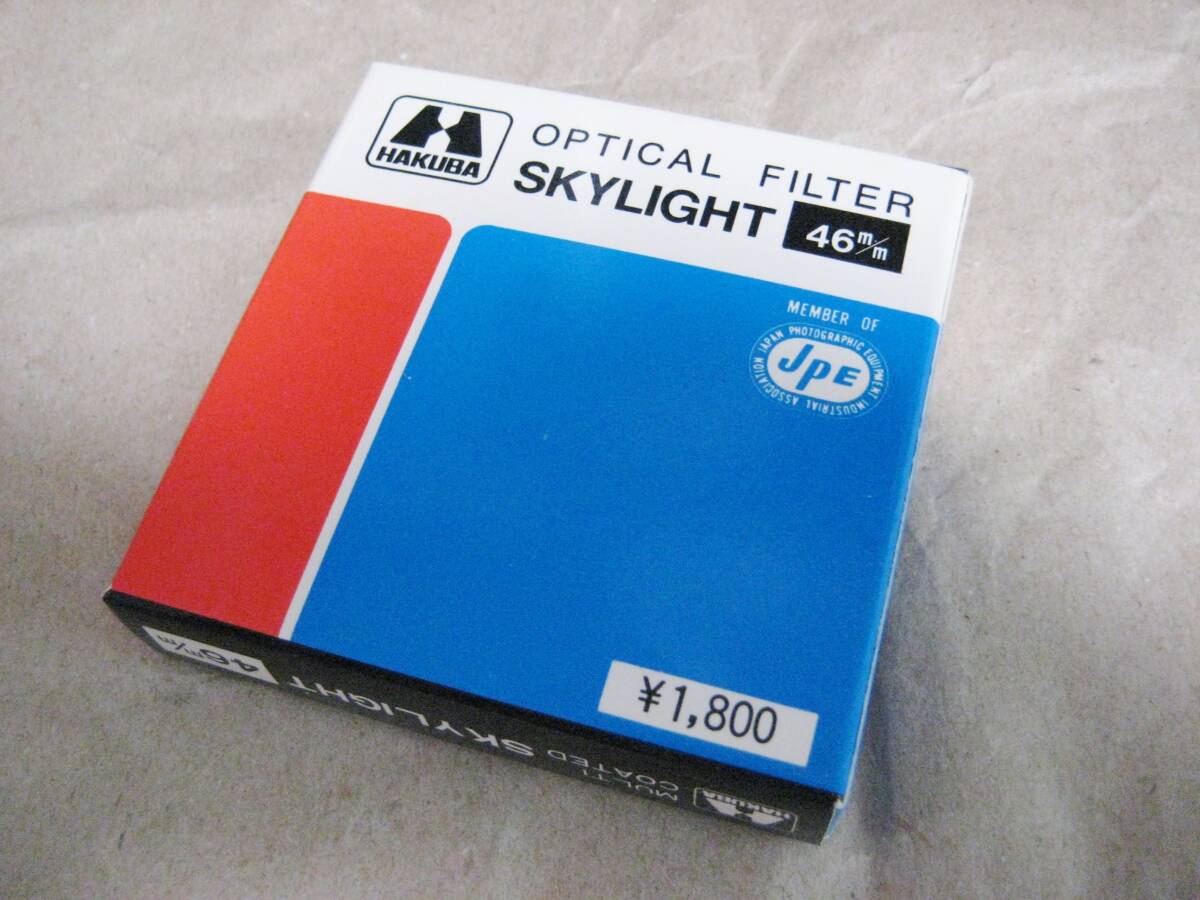 HAKUBA
OPTICAL FILTER
SKYLIGHT 46m/m
MEMBER OF
JAPAN PHOTOGRAPHIC EQUIPMENT INDUSTRIAL ASSOCIATION
JPE
¥1,800
46m/m
SKYLIGHT
MULTI
COATED
HAKUBA